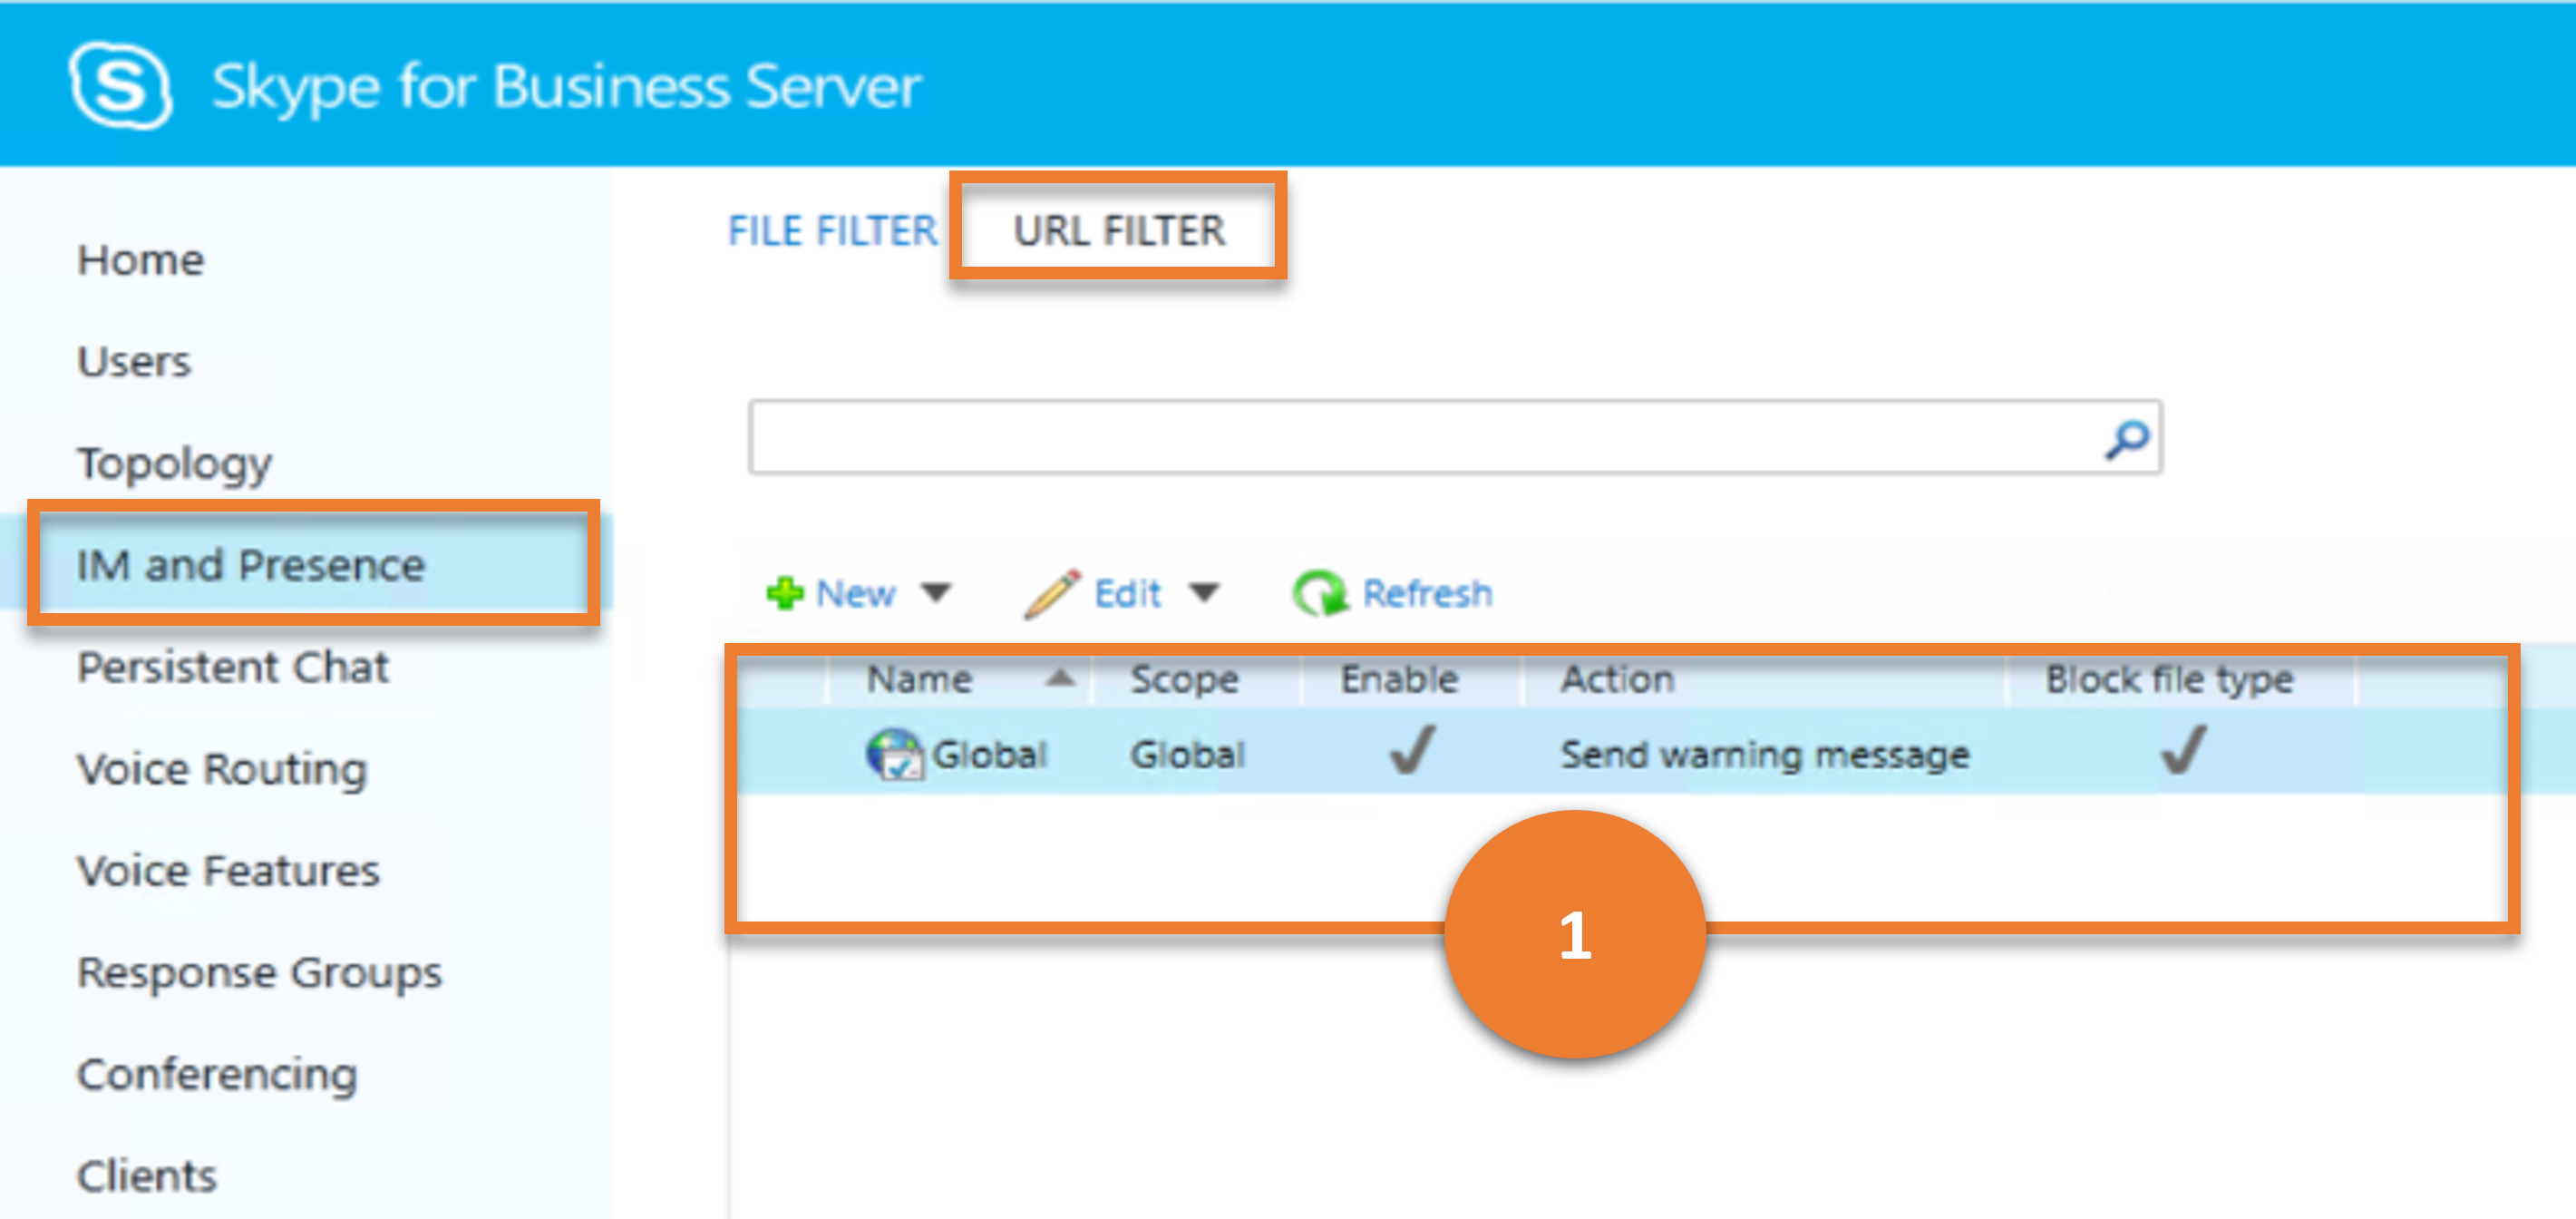 Skype for Business Server
FILE FILTER URL FILTER
Home
Users
Topology
IM and Presence
Persistent Chat
Voice Routing
Voice Features
Response Groups
Conferencing
Clients
New Edit Refresh
Name Scope Enable Action Block file type
Global Global Send warning message
1